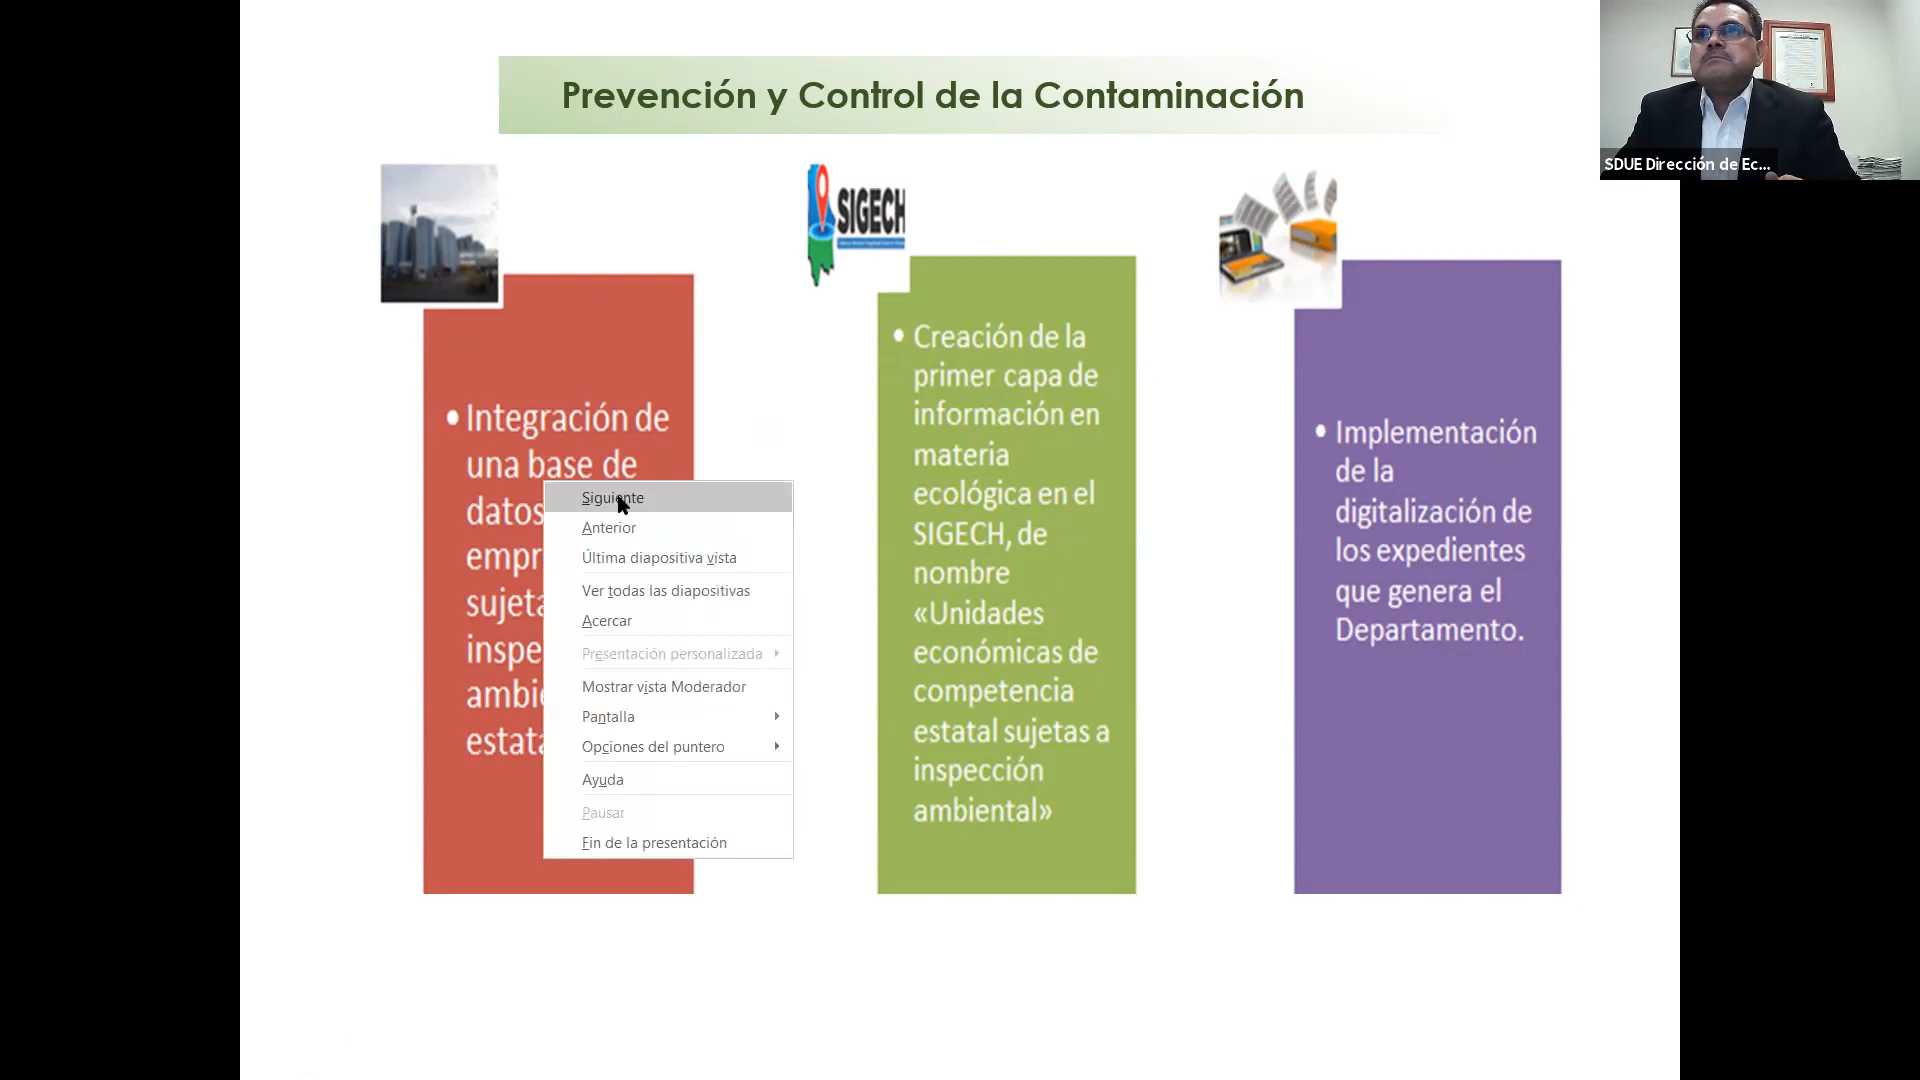 Prevención y Control de la Contaminación
SDUE Dirección de Ec...
SIGECH
• Integración de
una base de
datos
empr
sujeta
inspe
ambie
estata
Siguiente
Anterior
Última diapositiva vista
Ver todas las diapositivas
Acercar
Presentación personalizada
Mostrar vista Moderador
Pantalla
Opciones del puntero
Ayuda
Pausar
Fin de la presentación
• Creación de la
primer capa de
información en
materia
ecológica en el
SIGECH, de
nombre
«Unidades
económicas de
competencia
estatal sujetas a
inspección
ambiental»
• Implementación
de la
digitalización de
los expedientes
que genera el
Departamento.